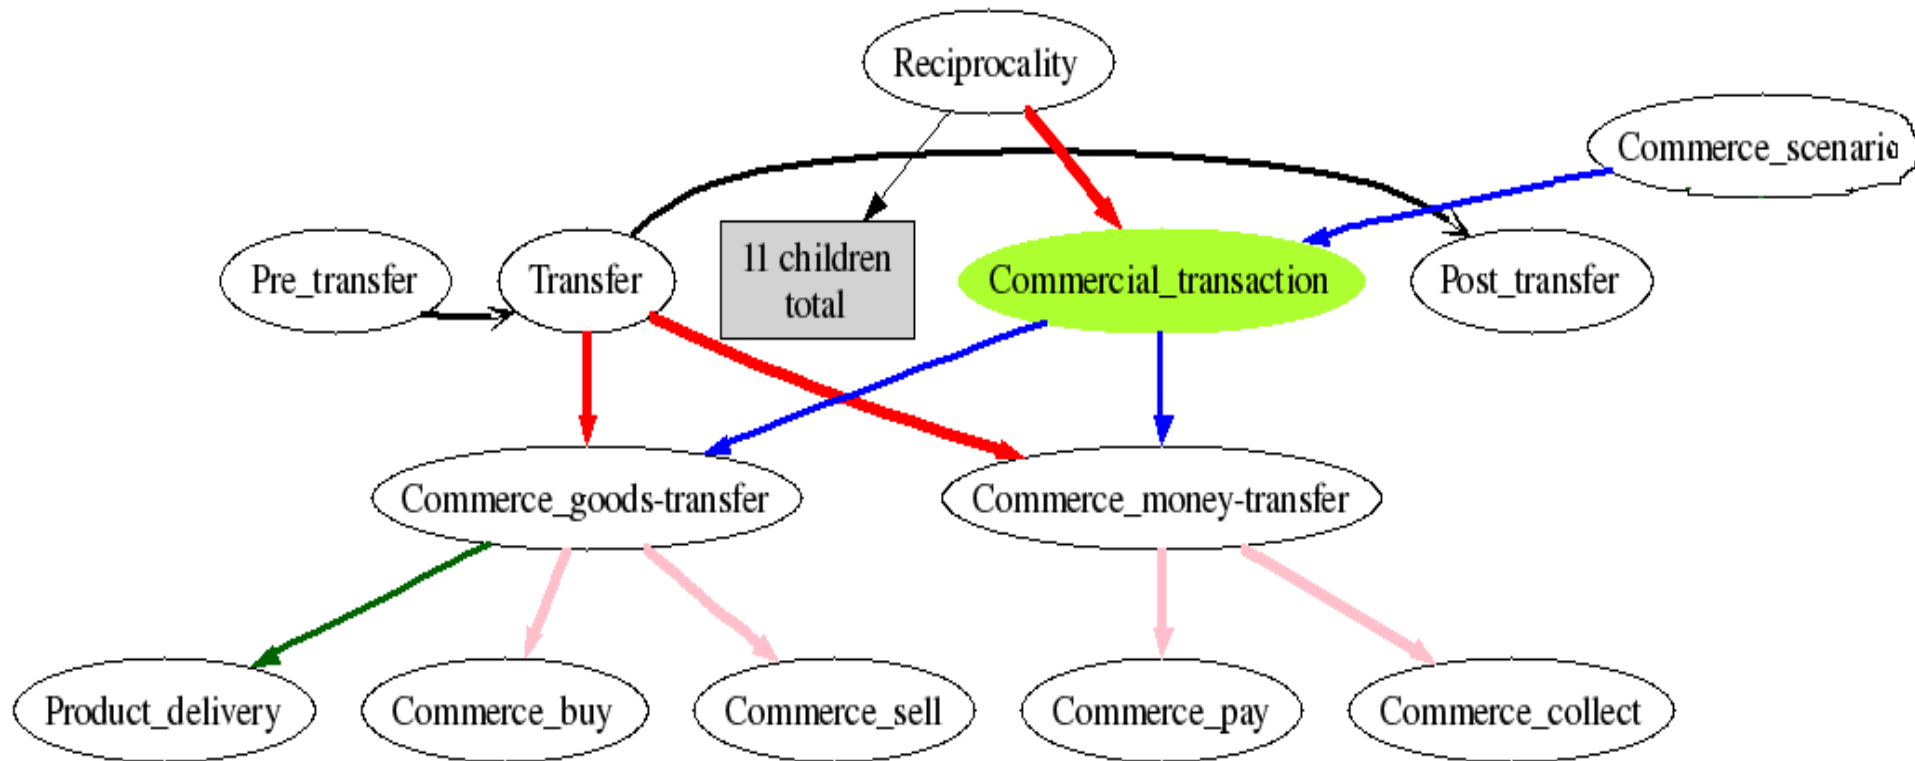 Reciprocality
Commerce_scenario
Pre_transfer
Transfer
11 children
total
Commercial_transaction
Post_transfer
Commerce_goods-transfer
Commerce_money-transfer
Product_delivery
Commerce_buy
Commerce_sell
Commerce_pay
Commerce_collect